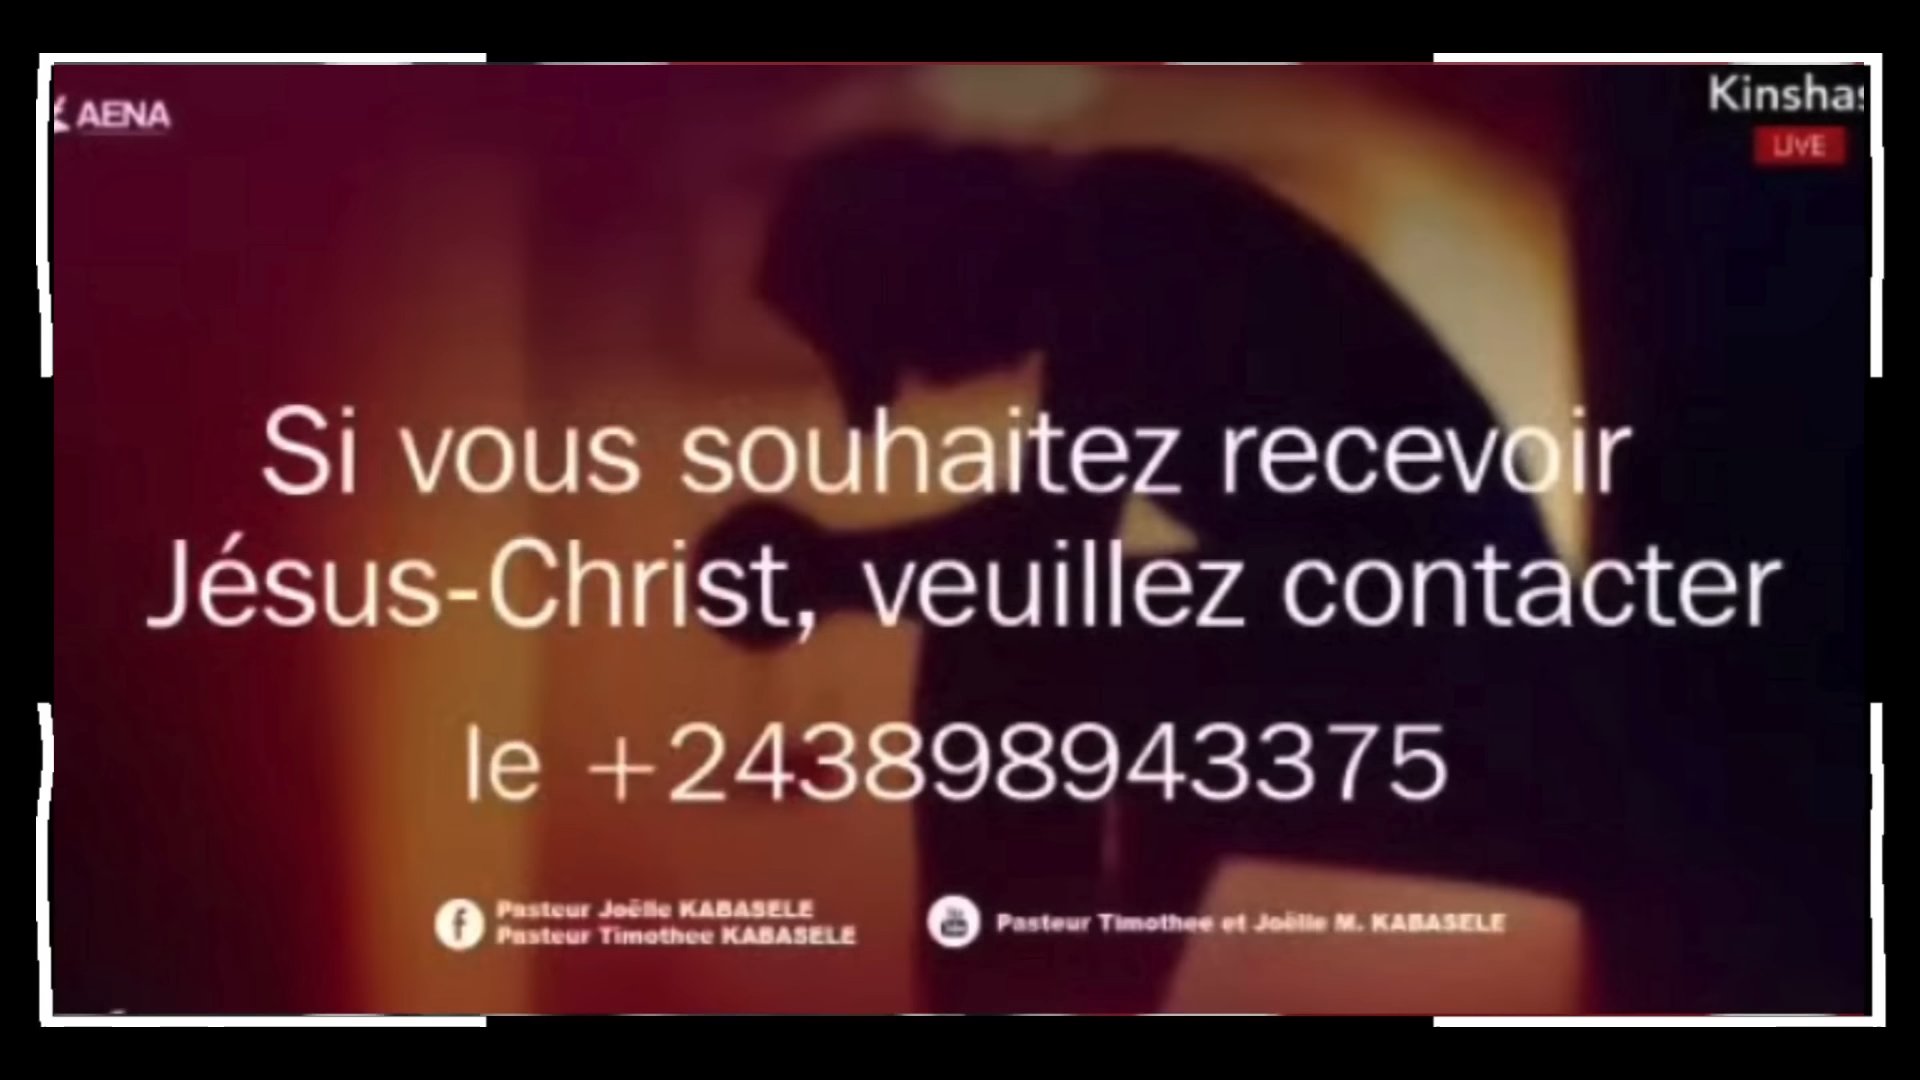 AENA
Kinshas
LIVE
Si vous souhaitez recevoir
Jésus-Christ, veuillez contacter
le +243898943375
Pasteur Joëlle KABASELE
Pasteur Timothee KABASELE
Pasteur Timothee et Joëlle M. KABASELE